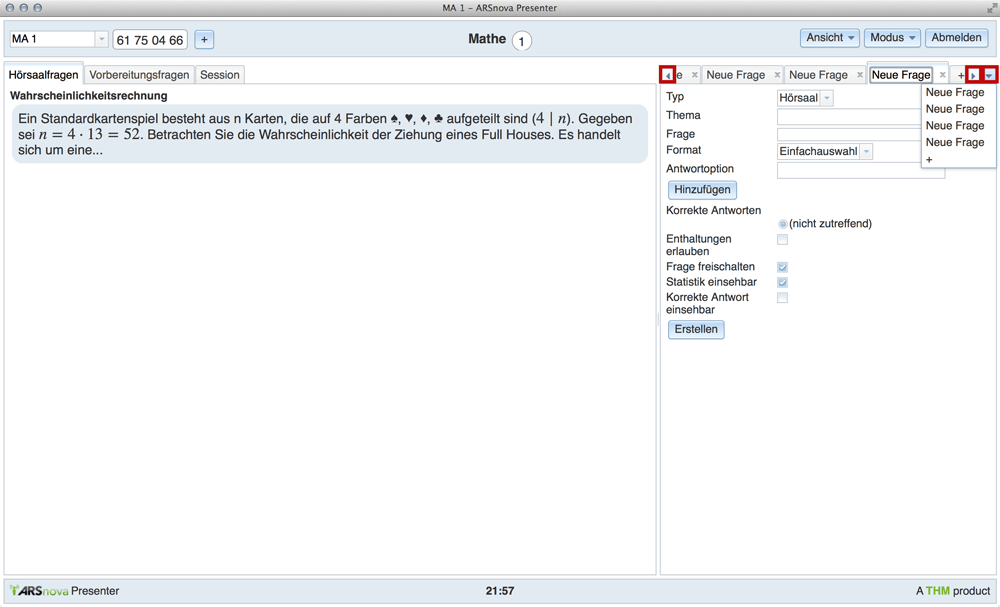 MA 1 – ARSnova Presenter
MA 1
61 75 04 66
+
Mathe 1
Ansicht
Modus
Abmelden
Hörsaalfragen
Vorbereitungsfragen
Session
Wahrscheinlichkeitsrechnung
Ein Standardkartenspiel besteht aus n Karten, die auf 4 Farben ♠, ♥, ♦, ♣ aufgeteilt sind (4 | n). Gegeben
sei n = 4 · 13 = 52. Betrachten Sie die Wahrscheinlichkeit der Ziehung eines Full Houses. Es handelt
sich um eine...
e
Neue Frage
Neue Frage
Neue Frage
+
Neue Frage
Neue Frage
Neue Frage
Neue Frage
+
Typ
Hörsaal
Thema
Frage
Format
Einfachauswahl
Antwortoption
Hinzufügen
Korrekte Antworten
(nicht zutreffend)
Enthaltungen
erlauben
Frage freischalten
Statistik einsehbar
Korrekte Antwort
einsehbar
Erstellen
ARSnova Presenter
21:57
A THM product